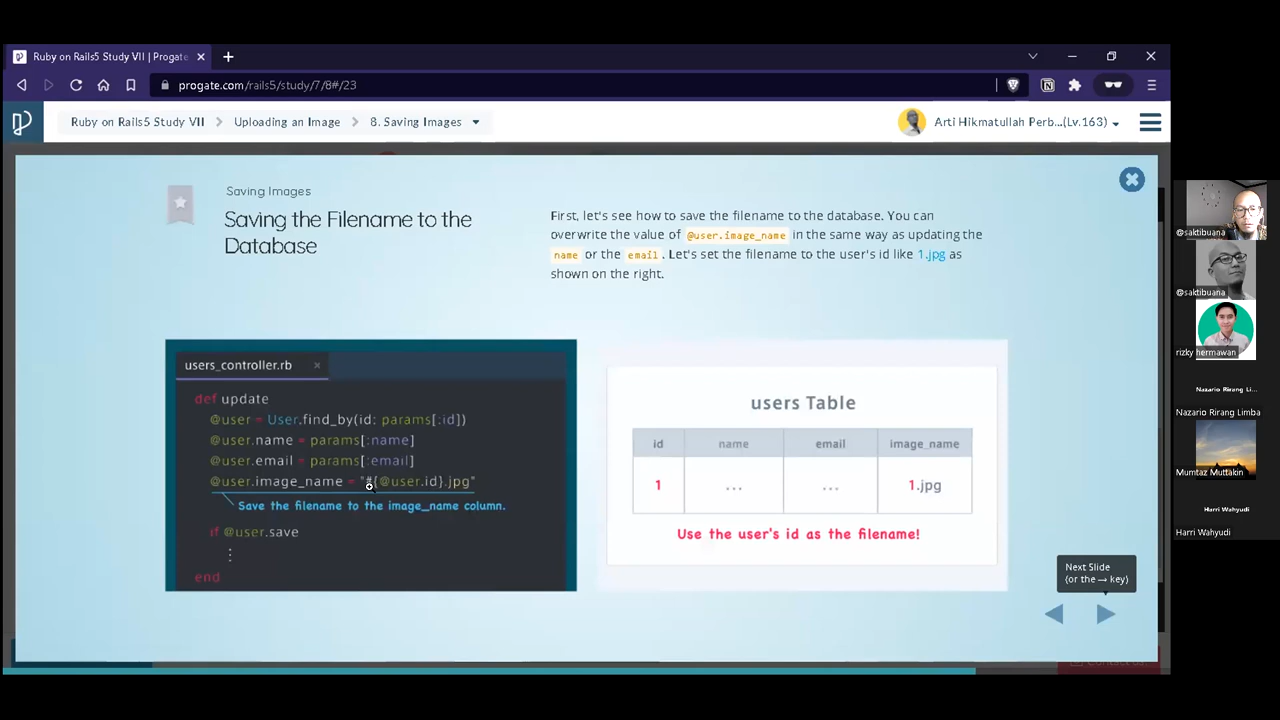 Ruby on Rails5 Study VII | Progate
progate.com/rails5/study/7/8#/23
Ruby on Rails5 Study VII
Uploading an Image
8. Saving Images
Arti Hikmatullah Perb...(Lv.163)
Saving Images
Saving the Filename to the
Database
First, let's see how to save the filename to the database. You can
overwrite the value of @user.image_name in the same way as updating the
name or the email. Let's set the filename to the user's id like 1.jpg as
shown on the right.
users_controller.rb
def update
@user = User.find_by(id: params[:id])
@user.name = params[:name]
@user.email = params[:email]
@user.image_name = "#{@user.id}.jpg"
Save the filename to the image_name column.
if @user.save
⋮
end
users Table
id name email image_name
1 ... ... 1.jpg
Use the user's id as the filename!
Next Slide
(or the → key)
Contact us
@saktibuana
@saktibuana
rizky hermawan
Nazario Rirang Li...
Nazario Rirang Limba
Mumtaz Muttakin
Harri Wahyudi
Harri Wahyudi